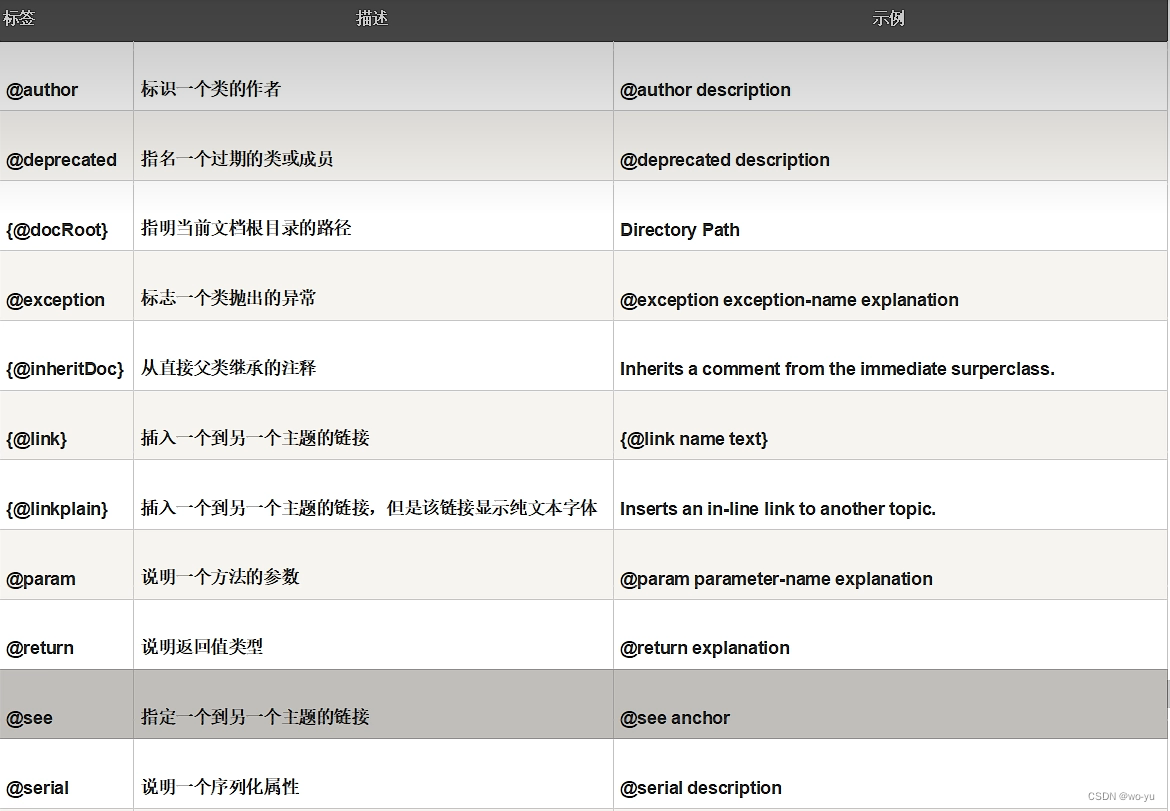 标签 描述 示例
@author 标识一个类的作者 @author description
@deprecated 指名一个过期的类或成员 @deprecated description
{@docRoot} 指明当前文档根目录的路径 Directory Path
@exception 标志一个类抛出的异常 @exception exception-name explanation
{@inheritDoc} 从直接父类继承的注释 Inherits a comment from the immediate surperclass.
{@link} 插入一个到另一个主题的链接 {@link name text}
{@linkplain} 插入一个到另一个主题的链接，但是该链接显示纯文本字体 Inserts an in-line link to another topic.
@param 说明一个方法的参数 @param parameter-name explanation
@return 说明返回值类型 @return explanation
@see 指定一个到另一个主题的链接 @see anchor
@serial 说明一个序列化属性 @serial description
CSDN @wo-yu